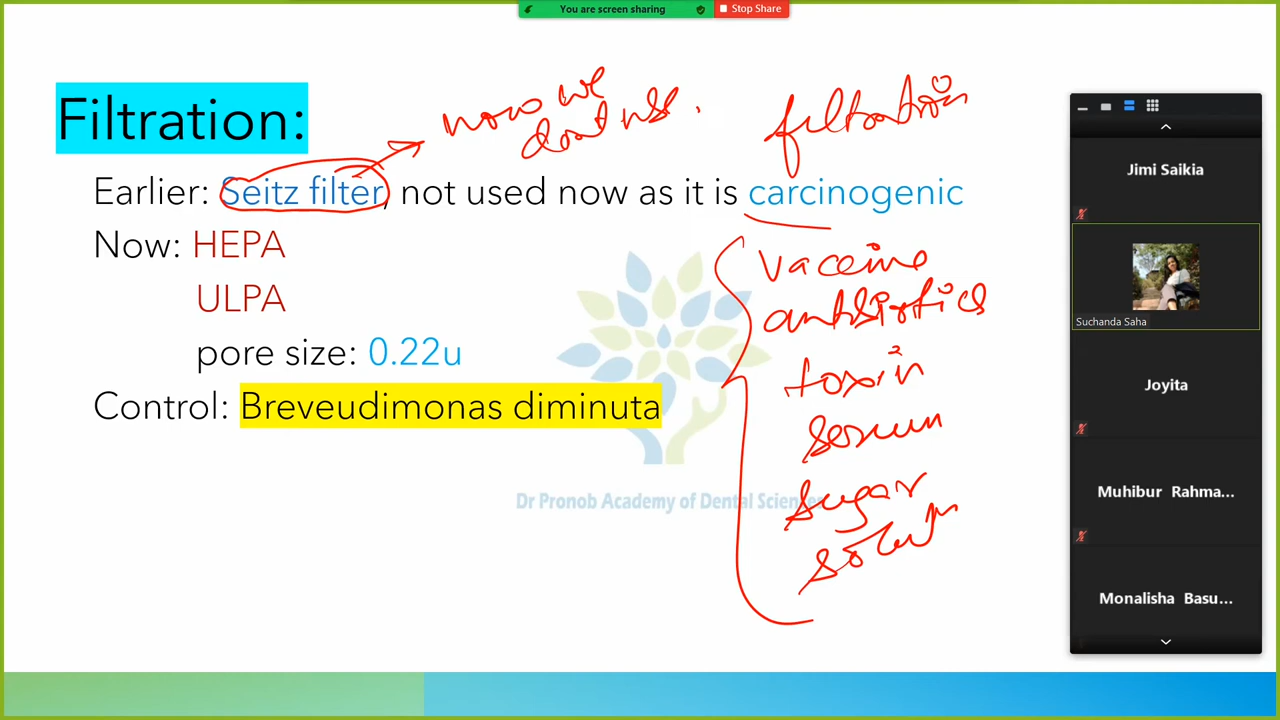 You are screen sharing
Stop Share
Filtration:
now we
dont use.
filtration
Earlier: Seitz filter, not used now as it is carcinogenic
Now: HEPA
ULPA
pore size: 0.22u
Control: Breveudimonas diminuta
vaccine
antibiotics
toxin
serum
sugar
solun
Dr Pronob Academy of Dental Sciences
Jimi Saikia
Suchanda Saha
Joyita
Muhibur Rahma...
Monalisha Basu...